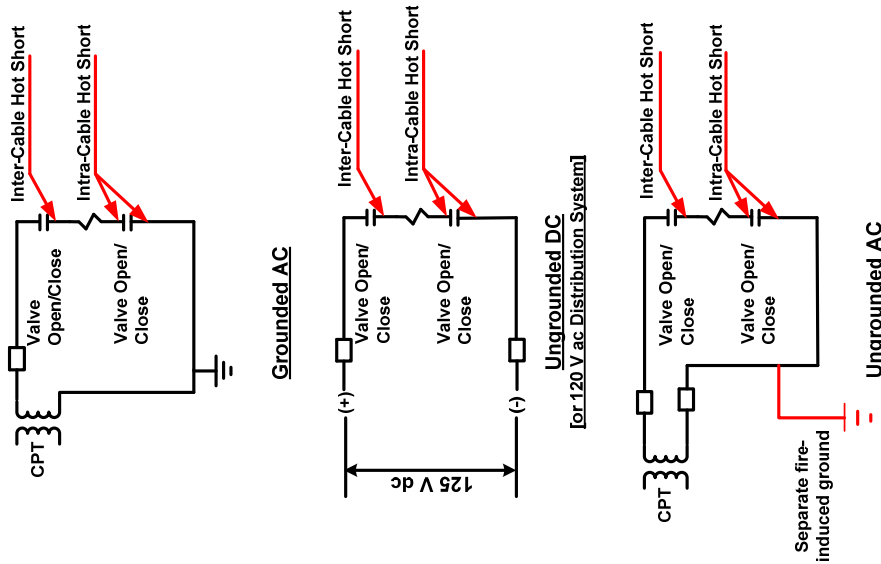 Inter-Cable Hot Short
Intra-Cable Hot Short
Valve
Open/Close
Valve Open/
Close
CPT
Grounded AC
Inter-Cable Hot Short
Intra-Cable Hot Short
Valve Open/
Close
Valve Open/
Close
(+)
(-)
125 V dc
Ungrounded DC
[or 120 V ac Distribution System]
Inter-Cable Hot Short
Intra-Cable Hot Short
Valve Open/
Close
Valve Open/
Close
CPT
Separate fire-
induced ground
Ungrounded AC